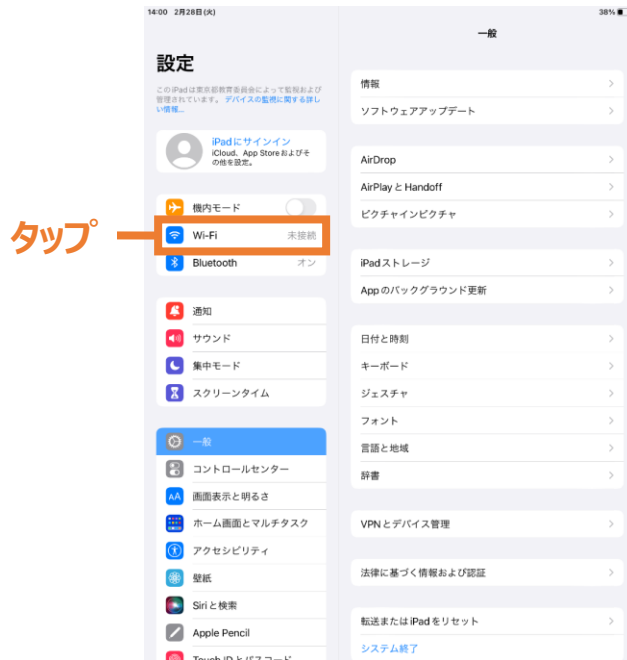 14:00 2月28日(火)
38%
設定
このiPadは東京都教育委員会によって監視および
管理されています。デバイスの監視に関する詳し
い情報...
iPadにサインイン
iCloud、App Storeおよびそ
の他を設定。
機内モード
タップ
Wi-Fi 未接続
Bluetooth オン
通知
サウンド
集中モード
スクリーンタイム
一般
コントロールセンター
AA 画面表示と明るさ
ホーム画面とマルチタスク
アクセシビリティ
壁紙
Siriと検索
Apple Pencil
Touch IDとパスコード
一般
情報
ソフトウェアアップデート
AirDrop
AirPlayとHandoff
ピクチャインピクチャ
iPadストレージ
Appのバックグラウンド更新
日付と時刻
キーボード
ジェスチャ
フォント
言語と地域
辞書
VPNとデバイス管理
法律に基づく情報および認証
転送またはiPadをリセット
システム終了